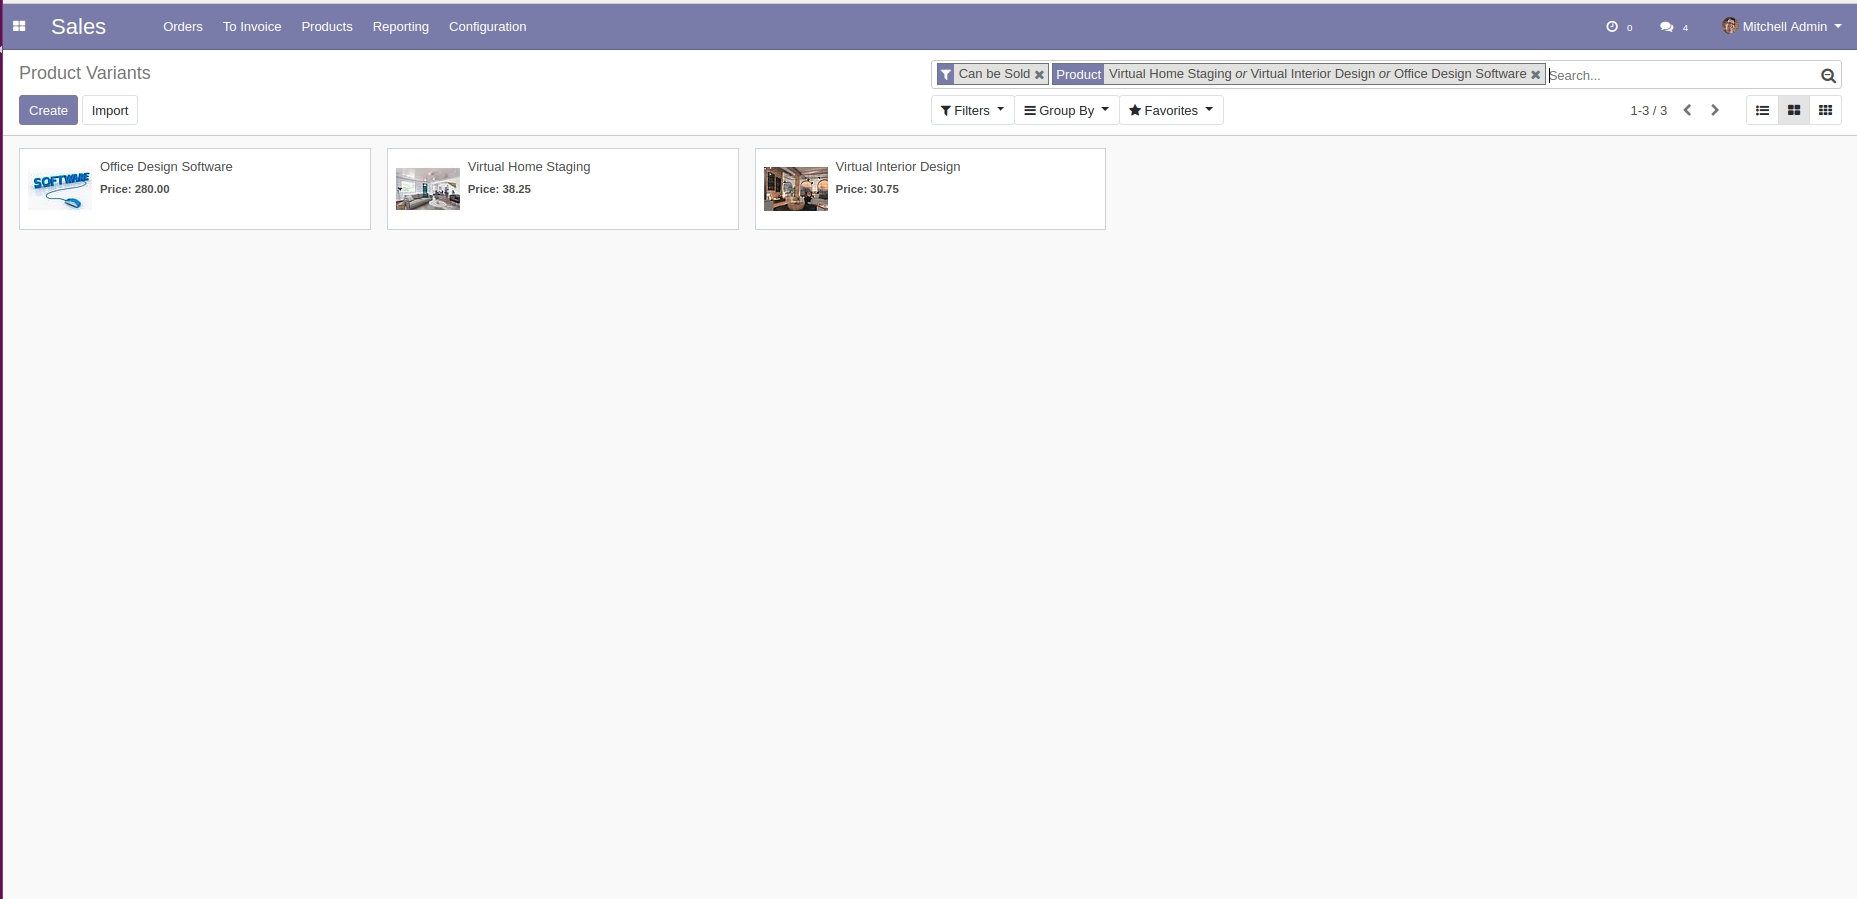 Sales Orders To Invoice Products Reporting Configuration 0 4 Mitchell Admin
Product Variants
Can be Sold Product Virtual Home Staging or Virtual Interior Design or Office Design Software Search...
Create Import Filters Group By Favorites 1-3 / 3
SOFTWARE
Office Design Software
Price: 280.00
Virtual Home Staging
Price: 38.25
Virtual Interior Design
Price: 30.75